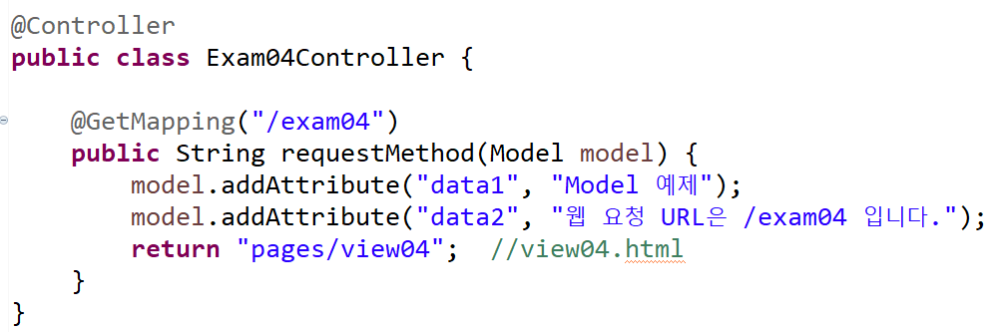 @Controller
public class Exam04Controller {
@GetMapping("/exam04")
public String requestMethod(Model model) {
model.addAttribute("data1", "Model 예제");
model.addAttribute("data2", "웹 요청 URL은 /exam04 입니다.");
return "pages/view04";  //view04.html
}
}